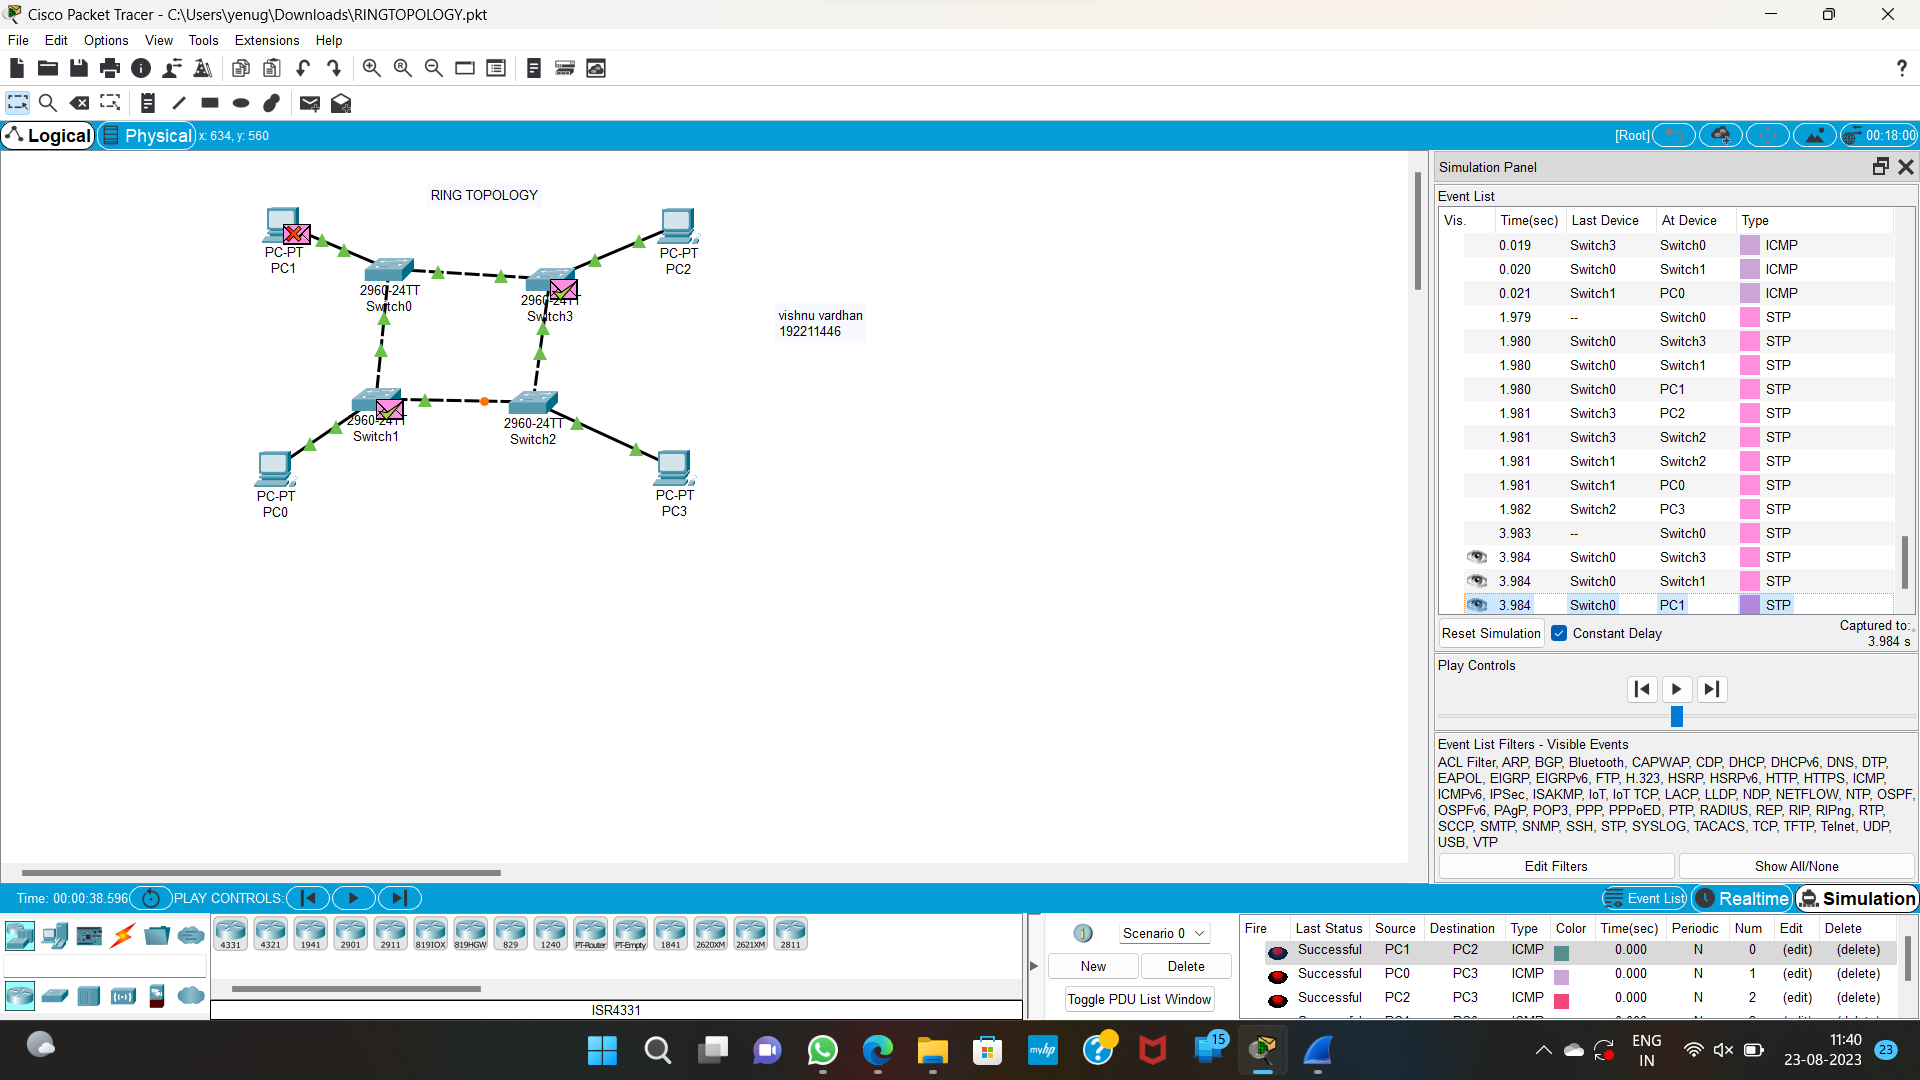 Cisco Packet Tracer - C:\Users\yenug\Downloads\RINGTOPOLOGY.pkt
File Edit Options View Tools Extensions Help
?
Logical Physical x: 634, y: 560 [Root] 00:18:00
RING TOPOLOGY
PC-PT
PC1
PC-PT
PC2
2960-24TT
Switch0
2960-24TT
Switch3
vishnu vardhan
192211446
2960-24TT
Switch1
2960-24TT
Switch2
PC-PT
PC0
PC-PT
PC3
Simulation Panel
Event List
Vis. Time(sec) Last Device At Device Type
0.019 Switch3 Switch0 ICMP
0.020 Switch0 Switch1 ICMP
0.021 Switch1 PC0 ICMP
1.979 -- Switch0 STP
1.980 Switch0 Switch3 STP
1.980 Switch0 Switch1 STP
1.980 Switch0 PC1 STP
1.981 Switch3 PC2 STP
1.981 Switch3 Switch2 STP
1.981 Switch1 Switch2 STP
1.981 Switch1 PC0 STP
1.982 Switch2 PC3 STP
3.983 -- Switch0 STP
3.984 Switch0 Switch3 STP
3.984 Switch0 Switch1 STP
3.984 Switch0 PC1 STP
Reset Simulation Constant Delay Captured to:
3.984 s
Play Controls
Event List Filters - Visible Events
ACL Filter, ARP, BGP, Bluetooth, CAPWAP, CDP, DHCP, DHCPv6, DNS, DTP,
EAPOL, EIGRP, EIGRPv6, FTP, H.323, HSRP, HSRPv6, HTTP, HTTPS, ICMP,
ICMPv6, IPSec, ISAKMP, IoT, IoT TCP, LACP, LLDP, NDP, NETFLOW, NTP, OSPF,
OSPFv6, PAgP, POP3, PPP, PPPoED, PTP, RADIUS, REP, RIP, RIPng, RTP,
SCCP, SMTP, SNMP, SSH, STP, SYSLOG, TACACS, TCP, TFTP, Telnet, UDP,
USB, VTP
Edit Filters Show All/None
Time: 00:00:38.596 PLAY CONTROLS: Event List Realtime Simulation
4331 4321 1941 2901 2911 819IOX 819HGW 829 1240 PT-Router PT-Empty 1841 2620XM 2621XM 2811
ISR4331
1 Scenario 0
New Delete
Toggle PDU List Window
Fire Last Status Source Destination Type Color Time(sec) Periodic Num Edit Delete
Successful PC1 PC2 ICMP 0.000 N 0 (edit) (delete)
Successful PC0 PC3 ICMP 0.000 N 1 (edit) (delete)
Successful PC2 PC3 ICMP 0.000 N 2 (edit) (delete)
myhp
15
ENG
IN
11:40
23-08-2023
23